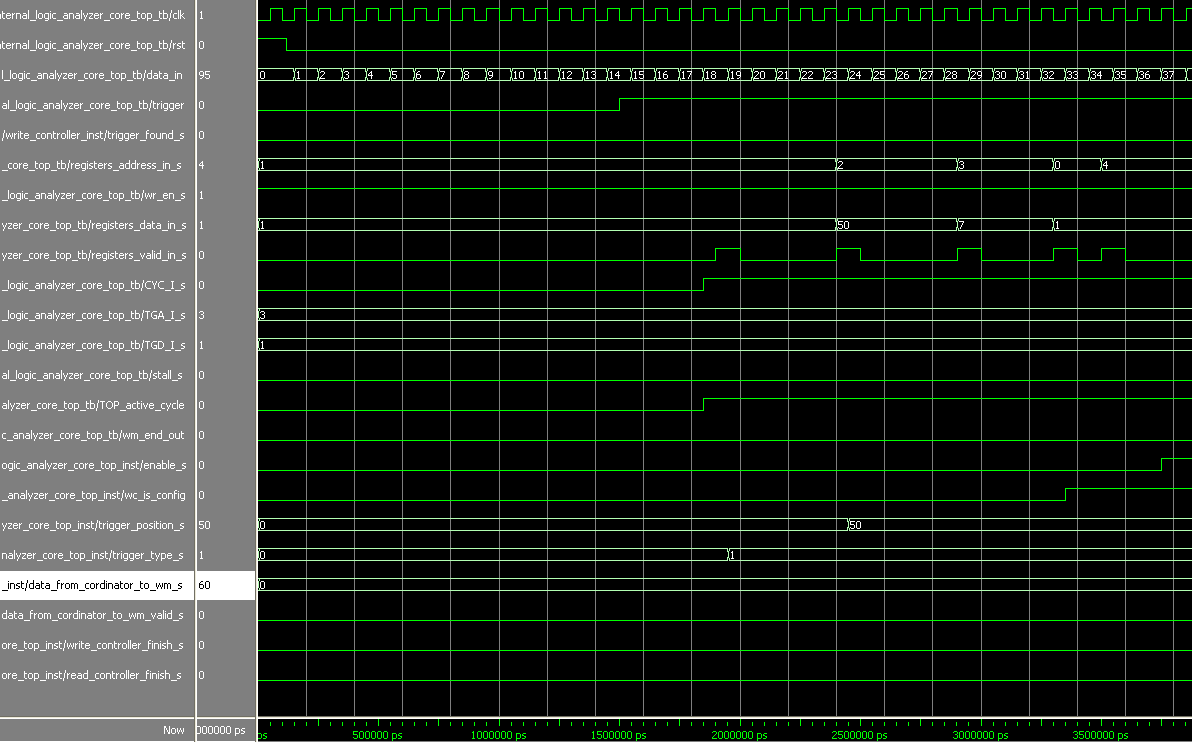 nternal_logic_analyzer_core_top_tb/clk 1
nternal_logic_analyzer_core_top_tb/rst 0
l_logic_analyzer_core_top_tb/data_in 95 0 1 2 3 4 5 6 7 8 9 10 11 12 13 14 15 16 17 18 19 20 21 22 23 24 25 26 27 28 29 30 31 32 33 34 35 36 37
al_logic_analyzer_core_top_tb/trigger 0
/write_controller_inst/trigger_found_s 0
_core_top_tb/registers_address_in_s 4 1 2 3 0 4
_logic_analyzer_core_top_tb/wr_en_s 1
yzer_core_top_tb/registers_data_in_s 1 1 50 7 1
yzer_core_top_tb/registers_valid_in_s 0
_logic_analyzer_core_top_tb/CYC_I_s 0
_logic_analyzer_core_top_tb/TGA_I_s 3 3
_logic_analyzer_core_top_tb/TGD_I_s 1 1
al_logic_analyzer_core_top_tb/stall_s 0
alyzer_core_top_tb/TOP_active_cycle 0
c_analyzer_core_top_tb/wm_end_out 0
ogic_analyzer_core_top_inst/enable_s 0
_analyzer_core_top_inst/wc_is_config 0
yzer_core_top_inst/trigger_position_s 50 0 50
nalyzer_core_top_inst/trigger_type_s 1 0 1
_inst/data_from_cordinator_to_wm_s 60 0
data_from_cordinator_to_wm_valid_s 0
ore_top_inst/write_controller_finish_s 0
ore_top_inst/read_controller_finish_s 0
Now 000000 ps ps 500000 ps 1000000 ps 1500000 ps 2000000 ps 2500000 ps 3000000 ps 3500000 ps